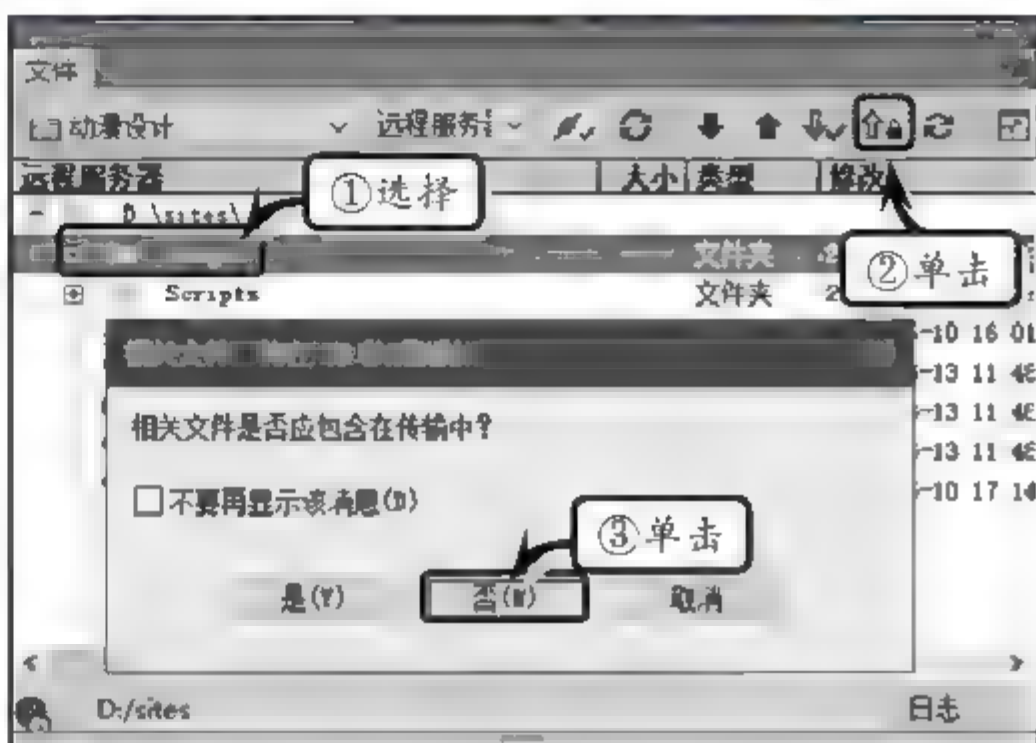 文件
动漫设计 远程服务
远程服务器 大小 类型 修改
①选择
D \sites\
文件夹
②单击
Scripts 文件夹 2
-10 16 01
-13 11 48
相关文件是否应包含在传输中?
-13 11 48
-13 11 48
不要再显示该消息(D)
-10 17 14
③单击
是(Y) 否(N) 取消
D:/sites 日志